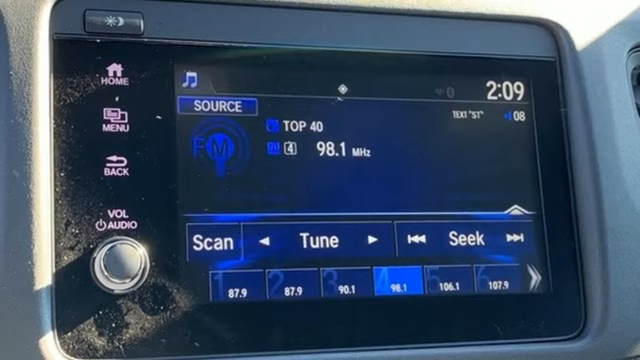 HOME
MENU
BACK
VOL
AUDIO
2:09
SOURCE
TEXT "ST"
08
TOP 40
FM
4
98.1 MHz
Scan
Tune
Seek
1 87.9
2 87.9
3 90.1
4 98.1
5 106.1
6 107.9